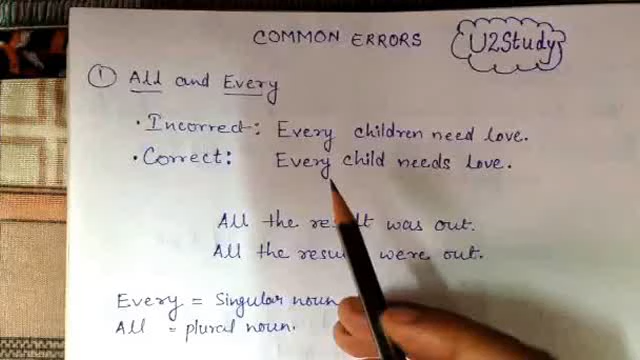 COMMON ERRORS
U2Study
① All and Every
• Incorrect: Every children need love.
• Correct: Every child needs love.
All the result was out.
All the were out.
Every = Singular noun
All = plural noun.